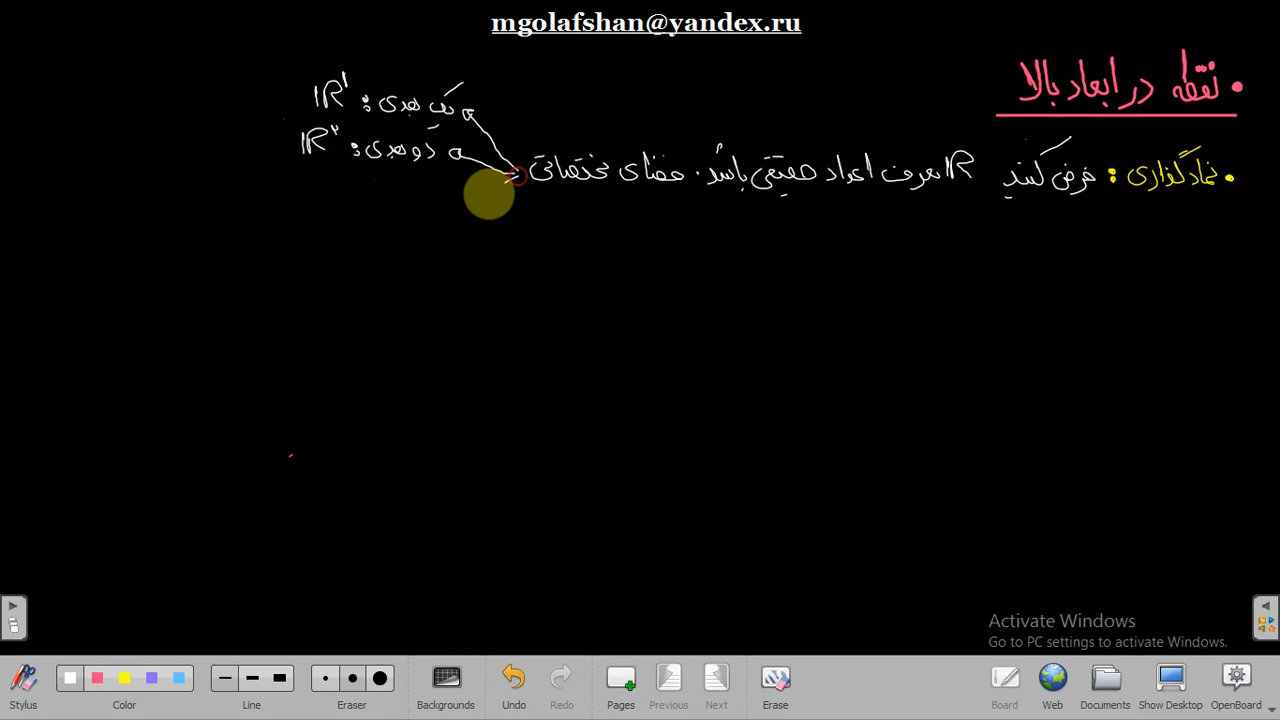 mgolafshan@yandex.ru
• نقطه در ابعاد بالا
• نمادگذاری : فرض کنید ℝ معرف اعداد حقیقی باشد. فضای مختصاتی
یک بعدی : ℝ¹
دو بعدی : ℝ²
Activate Windows
Go to PC settings to activate Windows.
Stylus Color Line Eraser Backgrounds Undo Redo Pages Previous Next Erase Board Web Documents Show Desktop OpenBoard